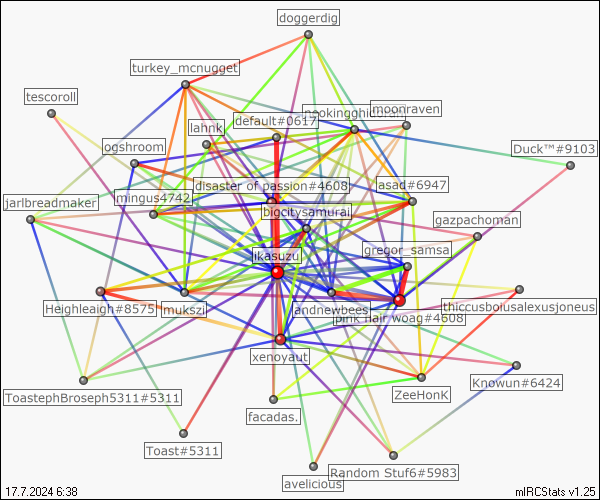 doggerdig
turkey_mcnugget
tescoroll
moonraven
default#0617
lahnk
ogshroom
Duck™#9103
disaster of passion#4608
asad#6947
mingus4742
jarlbreadmaker
bigcitysamurai
gazpachoman
gregor_samsa
ikasuzu
Heighleaigh#8575
mukszi
andnewbees
thiccusbousalexusjoneus
pink hair woag#4608
xenoyaut
ToastephBroseph5311#5311
ZeeHonK
Knowun#6424
facadas.
Toast#5311
Random Stuf6#5983
avelicious
17.7.2024 6:38
mIRCStats v1.25